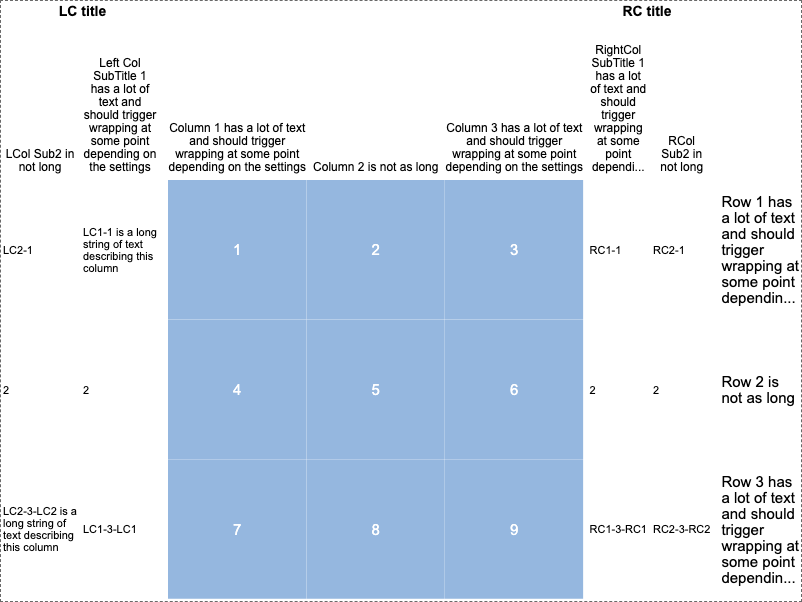 LC title
RC title
LCol Sub2 in
not long
Left Col
SubTitle 1
has a lot of
text and
should trigger
wrapping at
some point
depending on
the settings
Column 1 has a lot of text
and should trigger
wrapping at some point
depending on the settings
Column 2 is not as long
Column 3 has a lot of text
and should trigger
wrapping at some point
depending on the settings
RightCol
SubTitle 1
has a lot
of text and
should
trigger
wrapping
at some
point
dependi...
RCol
Sub2 in
not long
LC2-1
LC1-1 is a long
string of text
describing this
column
1
2
3
RC1-1
RC2-1
Row 1 has
a lot of text
and should
trigger
wrapping at
some point
dependin...
2
2
4
5
6
2
2
Row 2 is
not as long
LC2-3-LC2 is a
long string of
text describing
this column
LC1-3-LC1
7
8
9
RC1-3-RC1
RC2-3-RC2
Row 3 has
a lot of text
and should
trigger
wrapping at
some point
dependin...